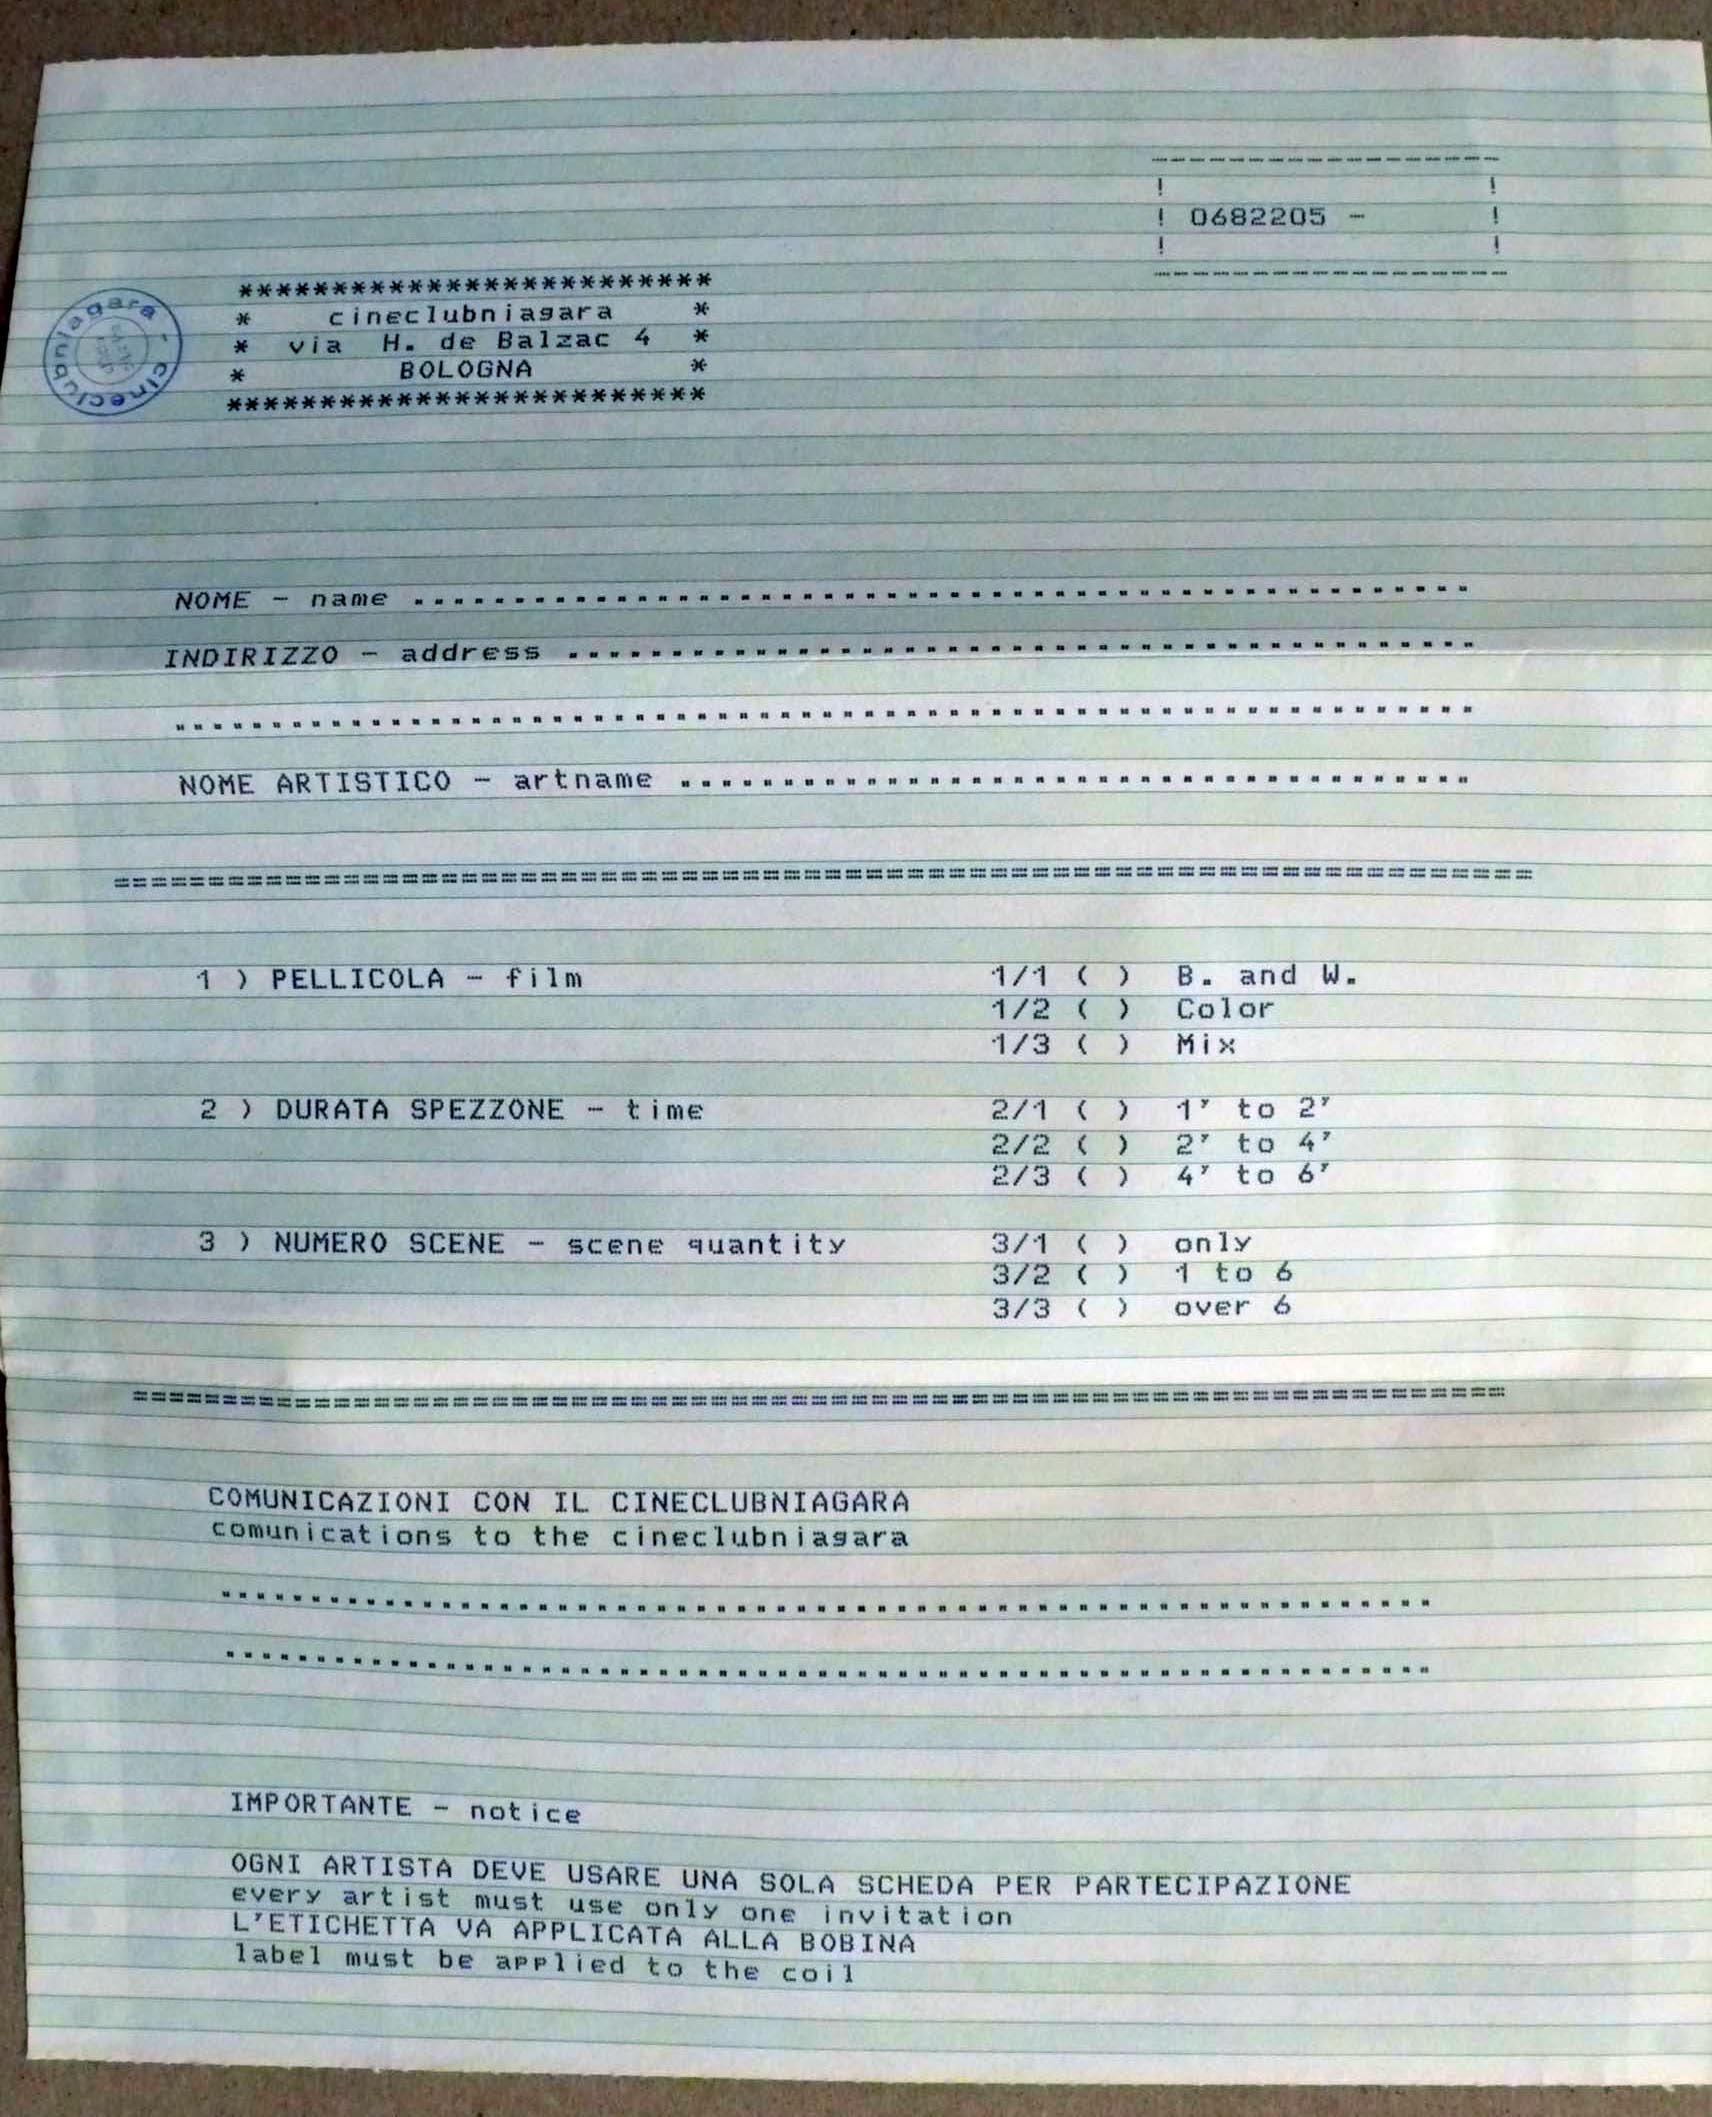 ! 0682205 - !
*************************
* cineclubniagara *
* via H. de Balzac 4 *
* BOLOGNA *
*************************
cineclubniagara -
NOME - name ........................................................
INDIRIZZO - address ................................................
....................................................................
NOME ARTISTICO - artname ..........................................
1 ) PELLICOLA - film 1/1 ( ) B. and W.
1/2 ( ) Color
1/3 ( ) Mix
2 ) DURATA SPEZZONE - time 2/1 ( ) 1' to 2'
2/2 ( ) 2' to 4'
2/3 ( ) 4' to 6'
3 ) NUMERO SCENE - scene quantity 3/1 ( ) only
3/2 ( ) 1 to 6
3/3 ( ) over 6
COMUNICAZIONI CON IL CINECLUBNIAGARA
comunications to the cineclubniagara
....................................................................
....................................................................
IMPORTANTE - notice
OGNI ARTISTA DEVE USARE UNA SOLA SCHEDA PER PARTECIPAZIONE
every artist must use only one invitation
L'ETICHETTA VA APPLICATA ALLA BOBINA
label must be applied to the coil